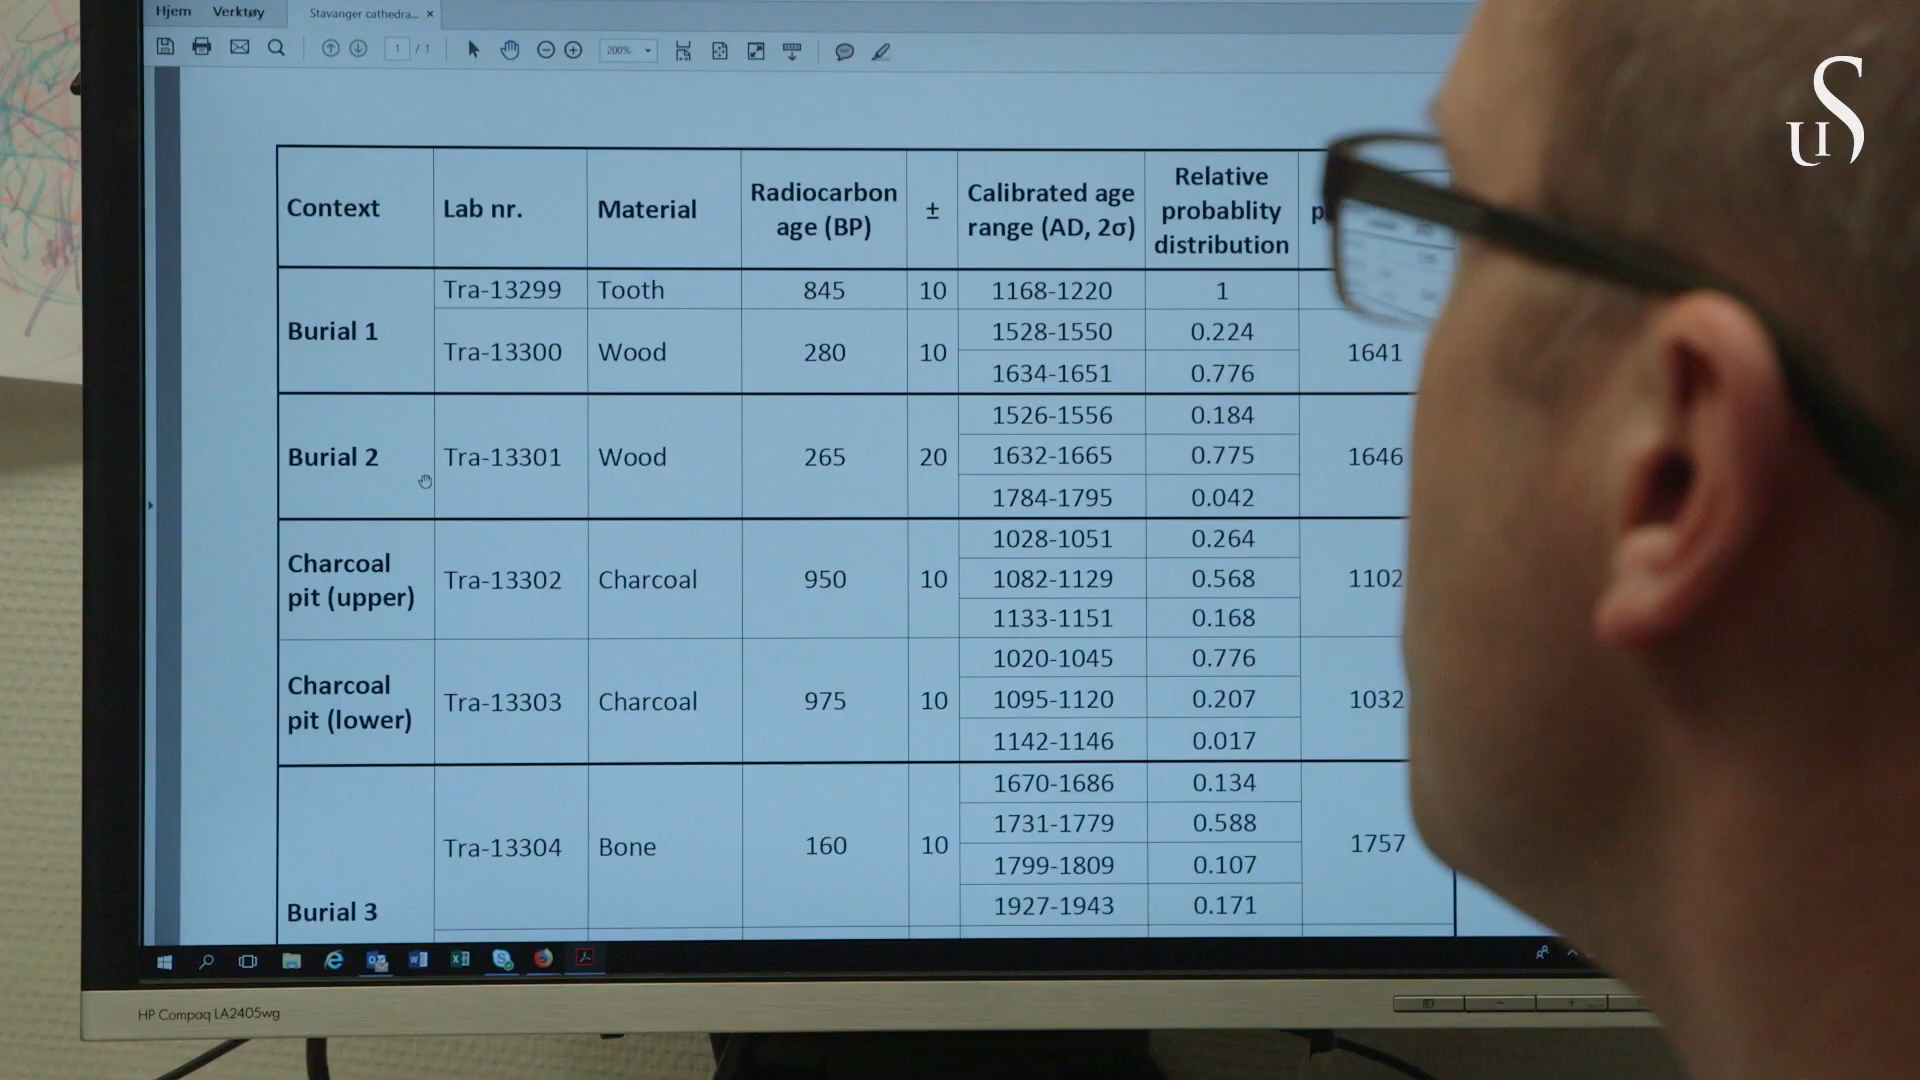 Hjem Verktøy Stavanger cathedra... ×
1 / 1 200%
Context Lab nr. Material Radiocarbon age (BP) ± Calibrated age range (AD, 2σ) Relative probablity distribution
Burial 1 Tra-13299 Tooth 845 10 1168-1220 1
Tra-13300 Wood 280 10 1528-1550 0.224 1641
1634-1651 0.776
Burial 2 Tra-13301 Wood 265 20 1526-1556 0.184 1646
1632-1665 0.775
1784-1795 0.042
Charcoal pit (upper) Tra-13302 Charcoal 950 10 1028-1051 0.264 1102
1082-1129 0.568
1133-1151 0.168
Charcoal pit (lower) Tra-13303 Charcoal 975 10 1020-1045 0.776 1032
1095-1120 0.207
1142-1146 0.017
Burial 3 Tra-13304 Bone 160 10 1670-1686 0.134 1757
1731-1779 0.588
1799-1809 0.107
1927-1943 0.171
HP Compaq LA2405wg
UiS